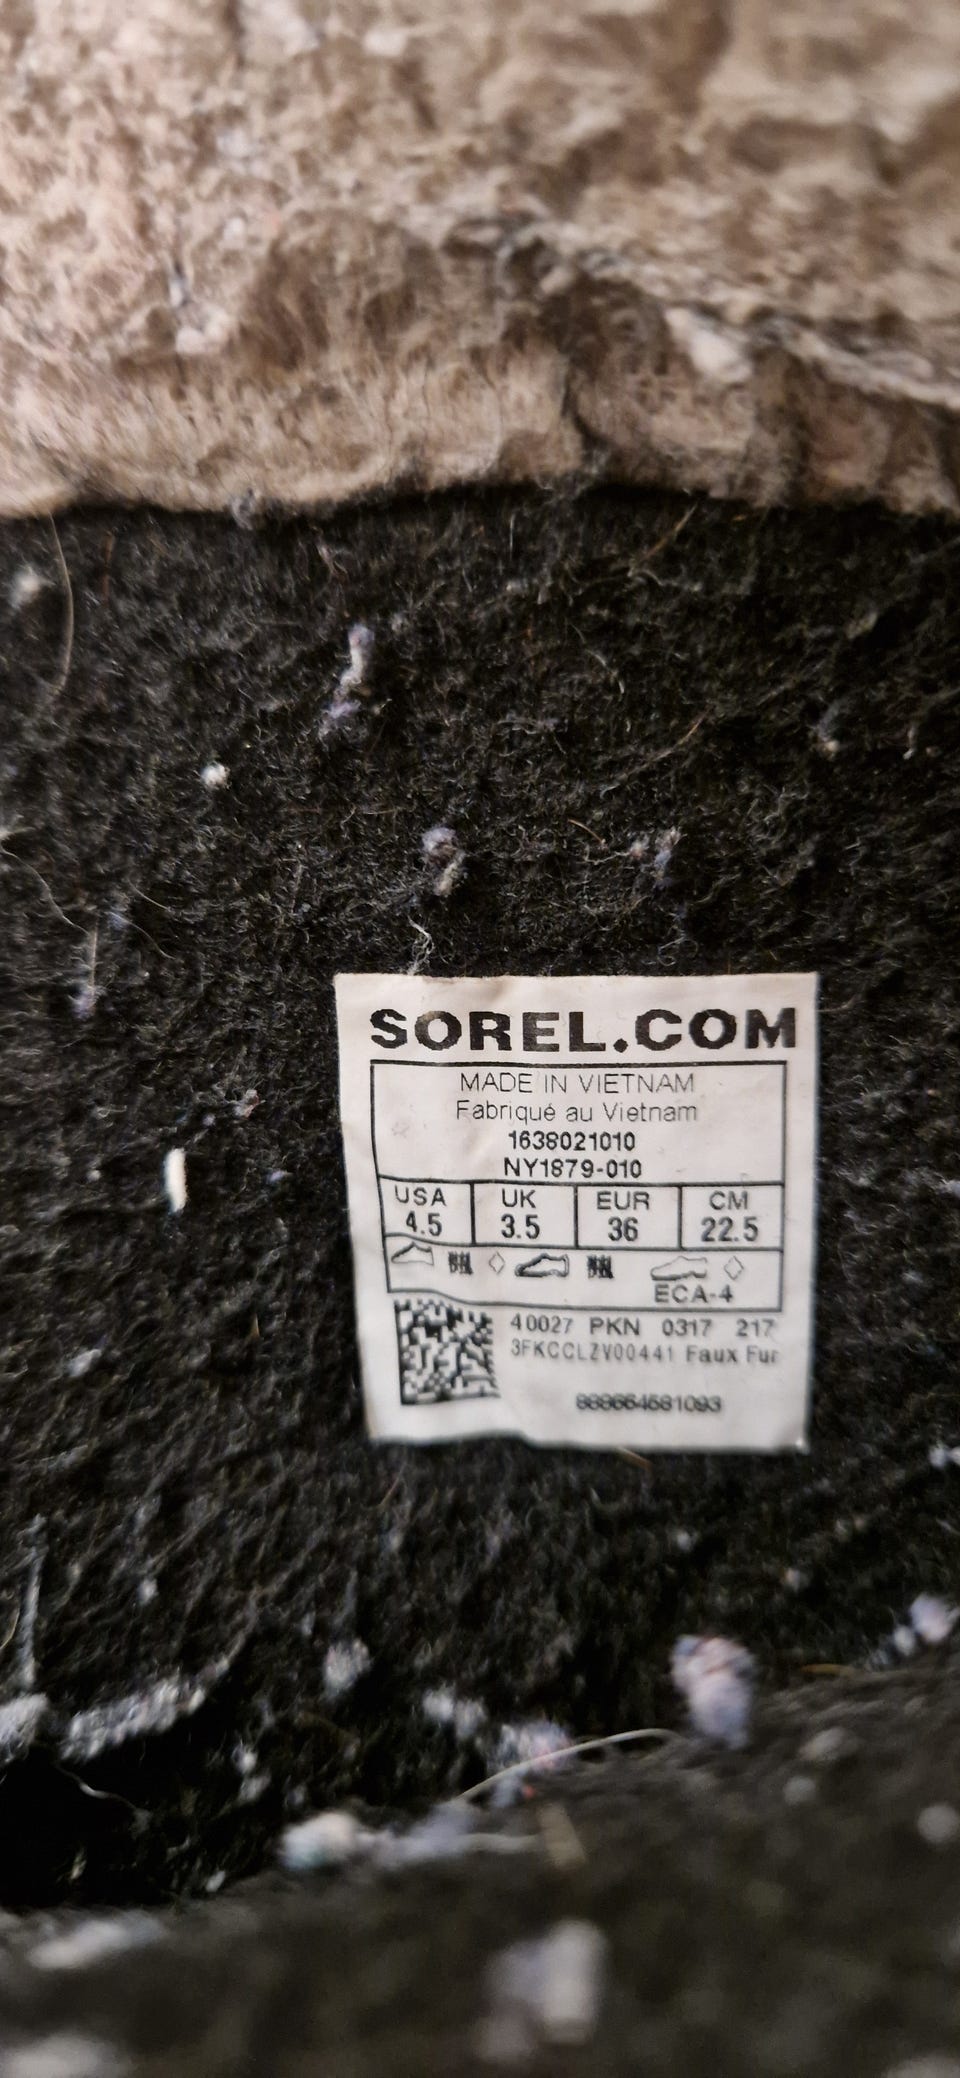 SOREL.COM
MADE IN VIETNAM
Fabriqué au Vietnam
1638021010
NY1879-010
USA UK EUR CM
4.5 3.5 36 22.5
ECA-4
40027 PKN 0317 217
3FKCCLZV00441 Faux Fur
888664581093